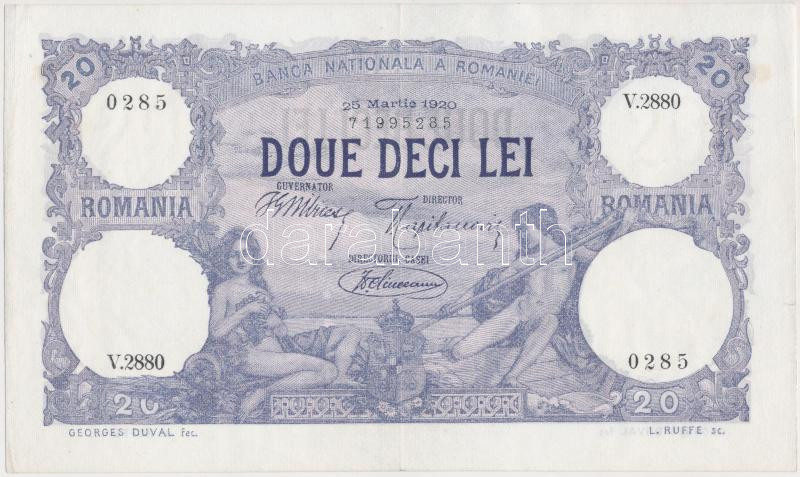 20 BANCA NATIONALA A ROMANIEI 20
0285 25 Martie 1920 V.2880
71995285
DOUE DECI LEI
GUVERNATOR DIRECTOR
ROMANIA ROMANIA
darabanth
DIRECTORUL CASEI
V.2880 0285
20 20
GEORGES DUVAL fec. L. RUFFE sc.